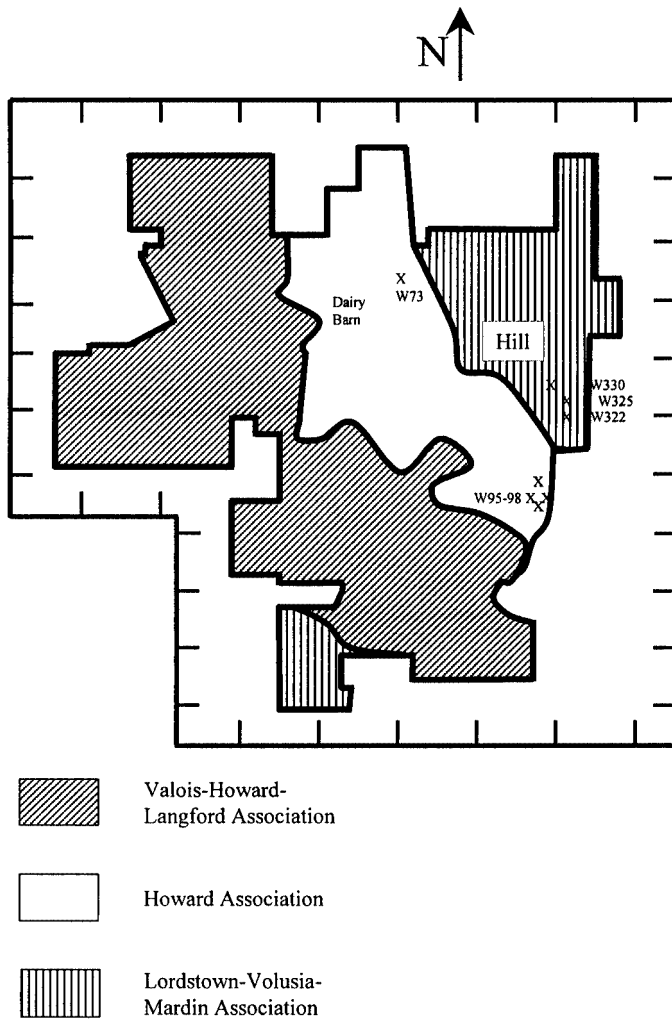 N
Dairy
Barn
X
W73
Hill
X W330
X W325
X W322
X
W95-98 X X
X
Valois-Howard-
Langford Association
Howard Association
Lordstown-Volusia-
Mardin Association